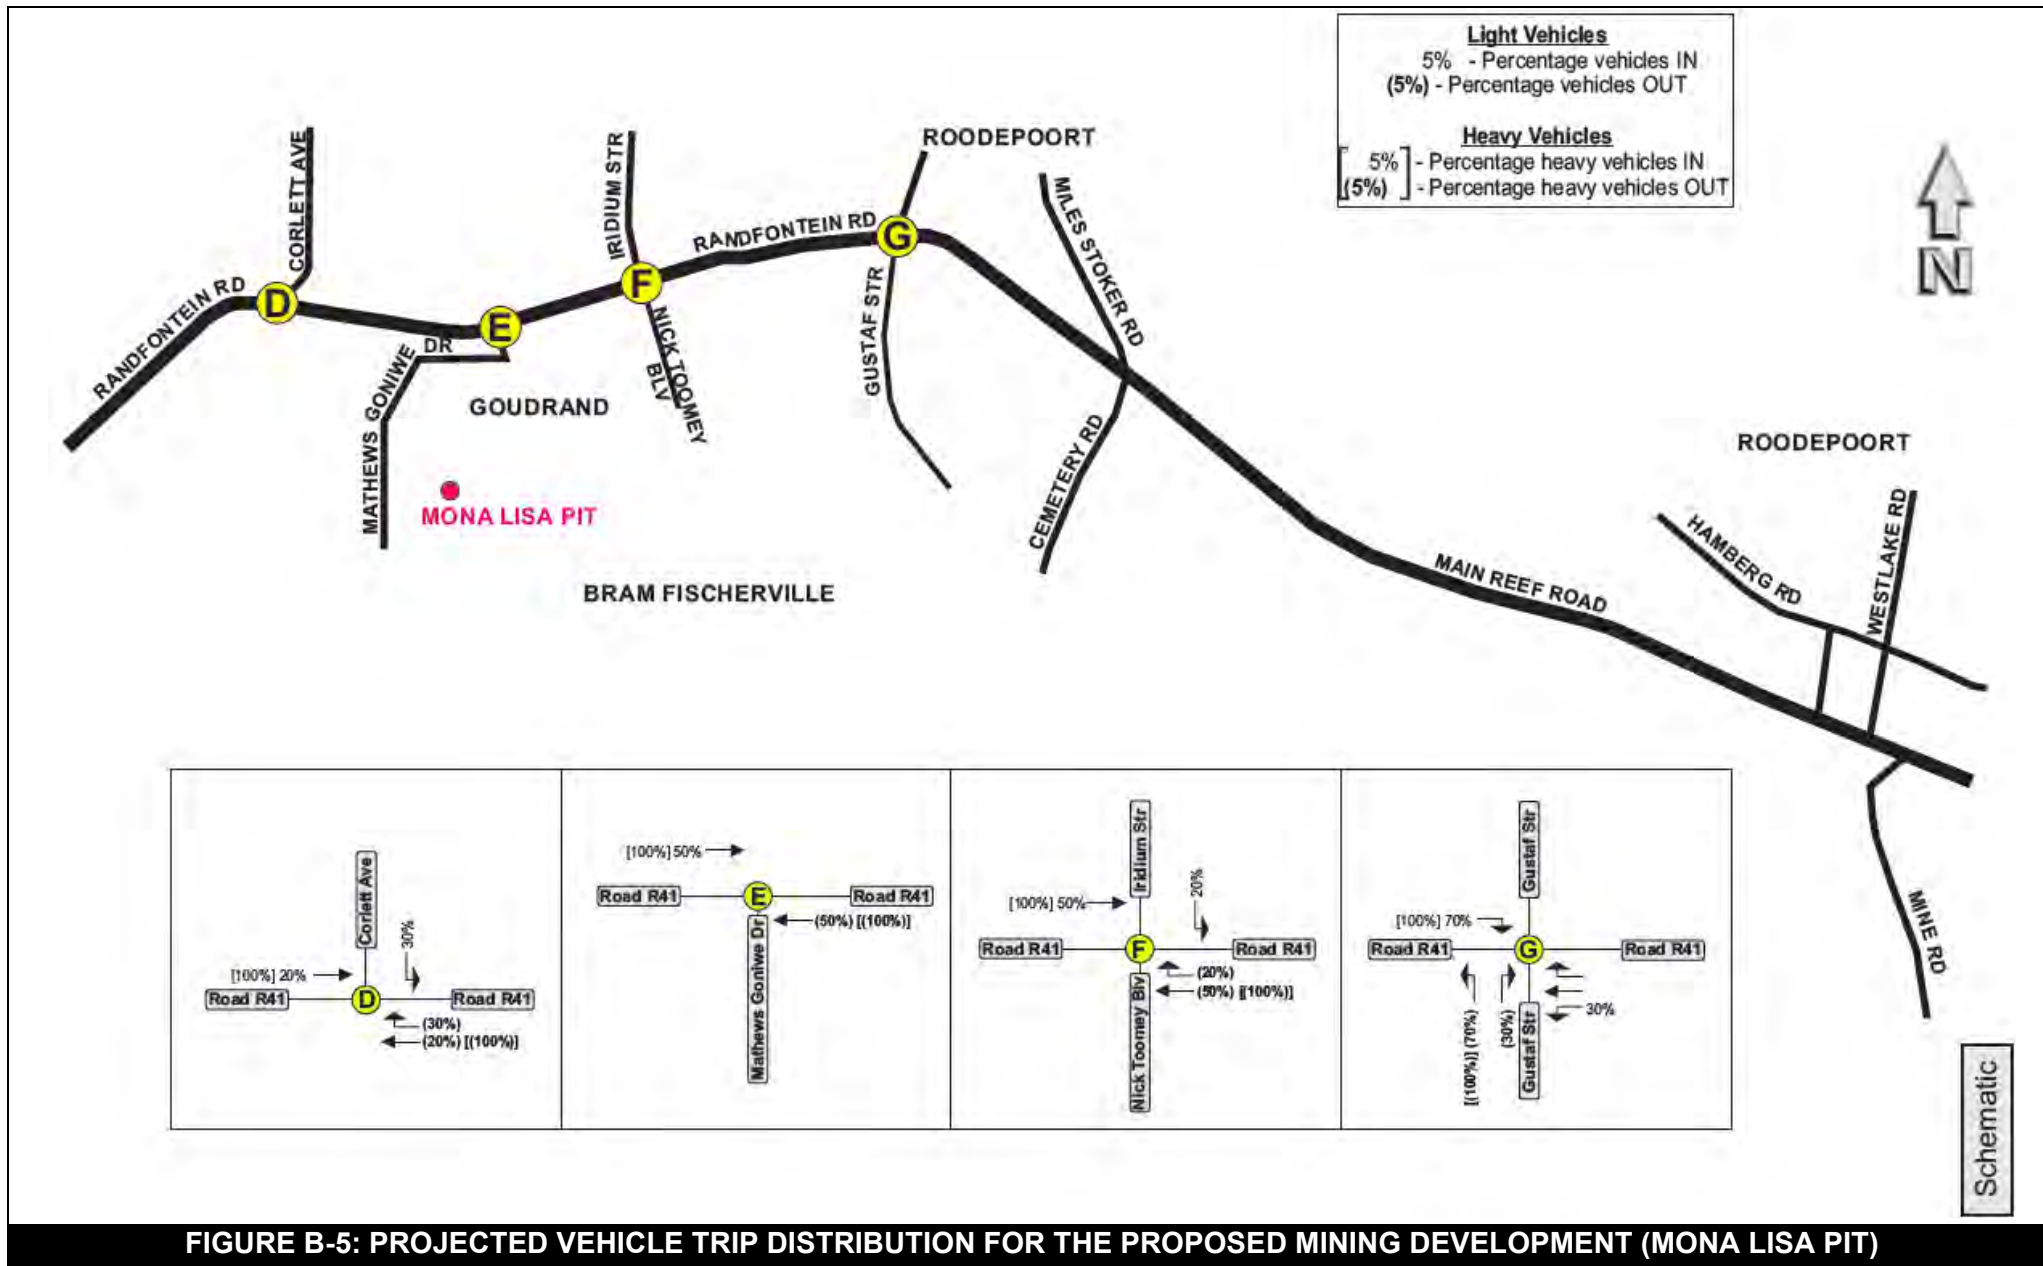 Light Vehicles
5% - Percentage vehicles IN
(5%) - Percentage vehicles OUT
Heavy Vehicles
[ 5% ] - Percentage heavy vehicles IN
[(5%) ] - Percentage heavy vehicles OUT
N
CORLETT AVE
IRIDIUM STR
ROODEPOORT
MILES STOKER RD
RANDFONTEIN RD
D
E
F
RANDFONTEIN RD
G
GUSTAF STR
NICK TOOMEY
BLV
MATHEWS GONIWE
DR
GOUDRAND
MONA LISA PIT
CEMETERY RD
BRAM FISCHERVILLE
ROODEPOORT
MAIN REEF ROAD
HAMBERG RD
WESTLAKE RD
MINE RD
Corlett Ave
30%
[100%] 20%
Road R41
D
Road R41
(30%)
(20%) [(100%)]
[100%] 50%
Road R41
E
Road R41
(50%) [(100%)]
Mathews Goniwe Dr
Iridium Str
20%
[100%] 50%
Road R41
F
Road R41
(20%)
(50%) [(100%)]
Nick Toomey Blv
Gustaf Str
[100%] 70%
Road R41
G
Road R41
30%
[(100%)] (70%)
(30%)
Gustaf Str
Schematic
FIGURE B-5: PROJECTED VEHICLE TRIP DISTRIBUTION FOR THE PROPOSED MINING DEVELOPMENT (MONA LISA PIT)